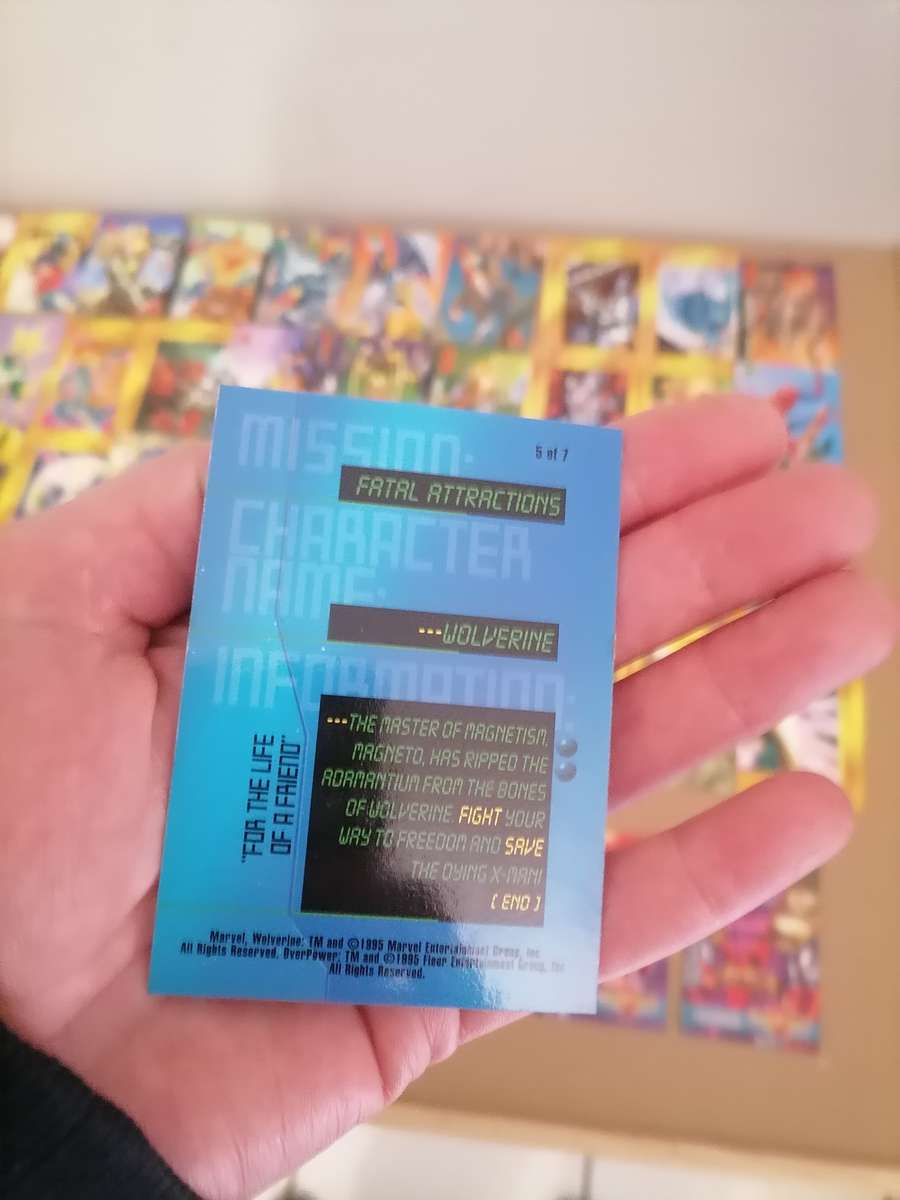 MISSION:
5 of 7
FATAL ATTRACTIONS
CHARACTER
NAME:
---WOLVERINE
INFORMATION:
"FOR THE LIFE
OF A FRIEND"
---THE MASTER OF MAGNETISM,
MAGNETO, HAS RIPPED THE
ADAMANTIUM FROM THE BONES
OF WOLVERINE. FIGHT YOUR
WAY TO FREEDOM AND SAVE
THE DYING X-MAN!
[ END ]
Marvel, Wolverine: TM and ©1995 Marvel Entertainment Group, Inc.
All Rights Reserved. OverPower: TM and ©1995 Fleer Entertainment Group, Inc.
All Rights Reserved.